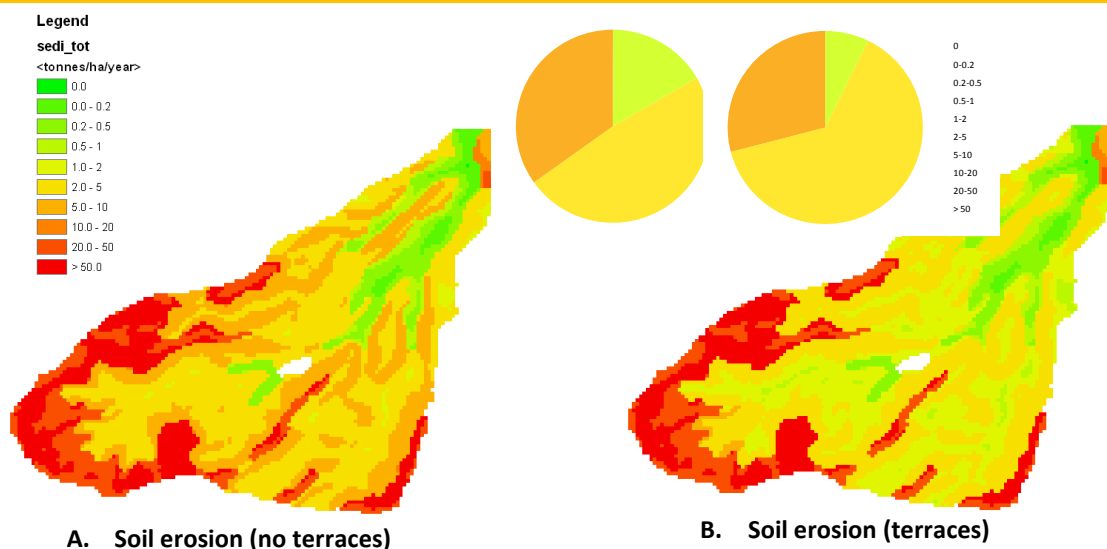 Legend
sedi_tot
<tonnes/ha/year>
0.0
0.0 - 0.2
0.2 - 0.5
0.5 - 1
1.0 - 2
2.0 - 5
5.0 - 10
10.0 - 20
20.0 - 50
> 50.0
0
0-0.2
0.2-0.5
0.5-1
1-2
2-5
5-10
10-20
20-50
> 50
A. Soil erosion (no terraces)
B. Soil erosion (terraces)